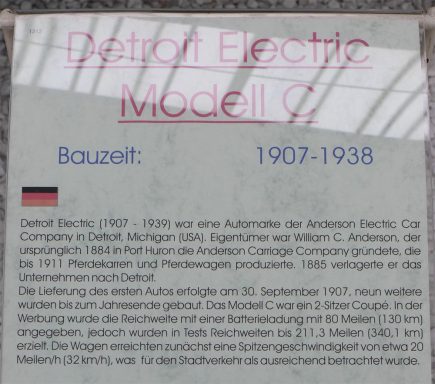 1313
Detroit Electric
Modell C
Bauzeit: 1907-1938
Detroit Electric (1907 - 1939) war eine Automarke der Anderson Electric Car
Company in Detroit, Michigan (USA). Eigentümer war William C. Anderson, der
ursprünglich 1884 in Port Huron die Anderson Carriage Company gründete, die
bis 1911 Pferdekarren und Pferdewagen produzierte. 1885 verlagerte er das
Unternehmen nach Detroit.
Die Lieferung des ersten Autos erfolgte am 30. September 1907, neun weitere
wurden bis zum Jahresende gebaut. Das Modell C war ein 2-Sitzer Coupé. In der
Werbung wurde die Reichweite mit einer Batterieladung mit 80 Meilen (130 km)
angegeben, jedoch wurden in Tests Reichweiten bis zu 211,3 Meilen (340,1 km)
erzielt. Die Wagen erreichten zunächst eine Spitzengeschwindigkeit von etwa 20
Meilen/h (32 km/h), was für den Stadtverkehr als ausreichend betrachtet wurde.